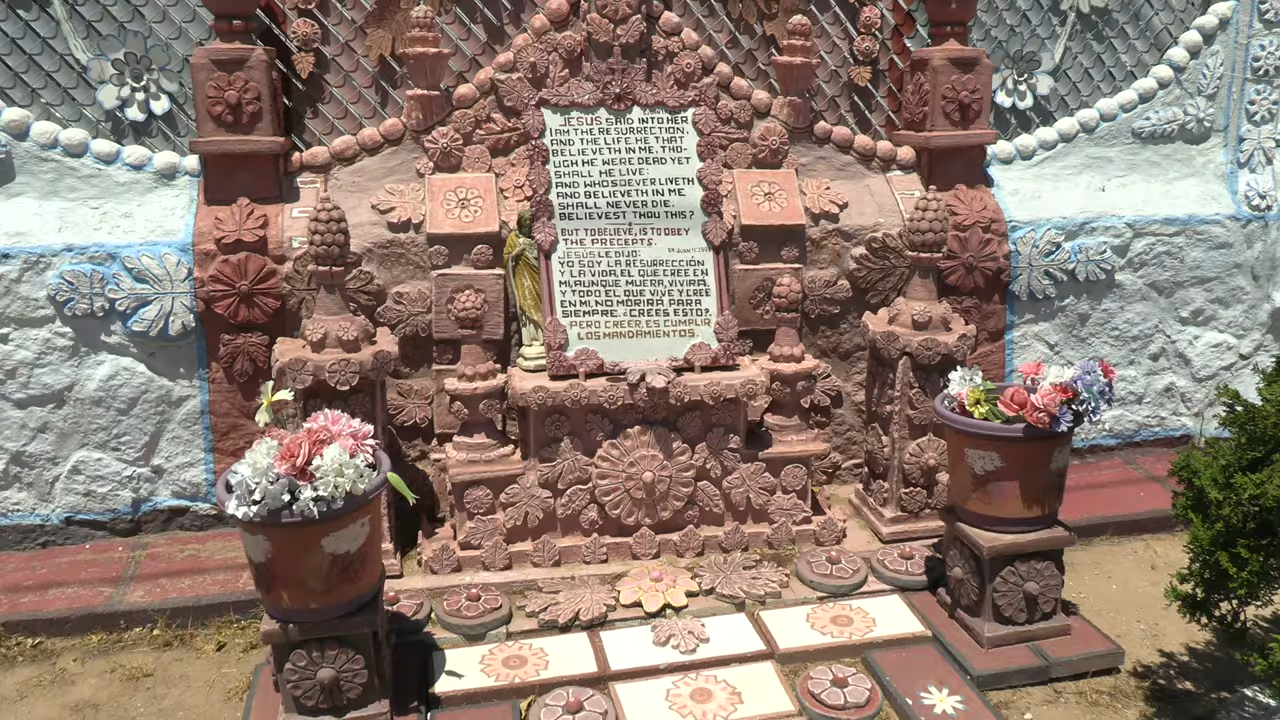 JESUS SAID INTO HER
I AM THE RESURRECTION,
AND THE LIFE. HE THAT
BELIEVETH IN ME, THO-
UGH HE WERE DEAD YET
SHALL HE LIVE:
AND WHOSOEVER LIVETH
AND BELIEVETH IN ME
SHALL NEVER DIE.
BELIEVEST THOU THIS?
BUT TO BELIEVE, IS TO OBEY
THE PRECEPTS.
JESÚS LE DIJO:
YO SOY LA RESURRECCIÓN
Y LA VIDA, EL QUE CREE EN
MI, AUNQUE MUERA, VIVIRÁ.
Y TODO EL QUE VIVE Y CREE
EN MI, NO MORIRÁ PARA
SIEMPRE. ¿CREES ESTO?.
PERO CREER, ES CUMPLIR
LOS MANDAMIENTOS.